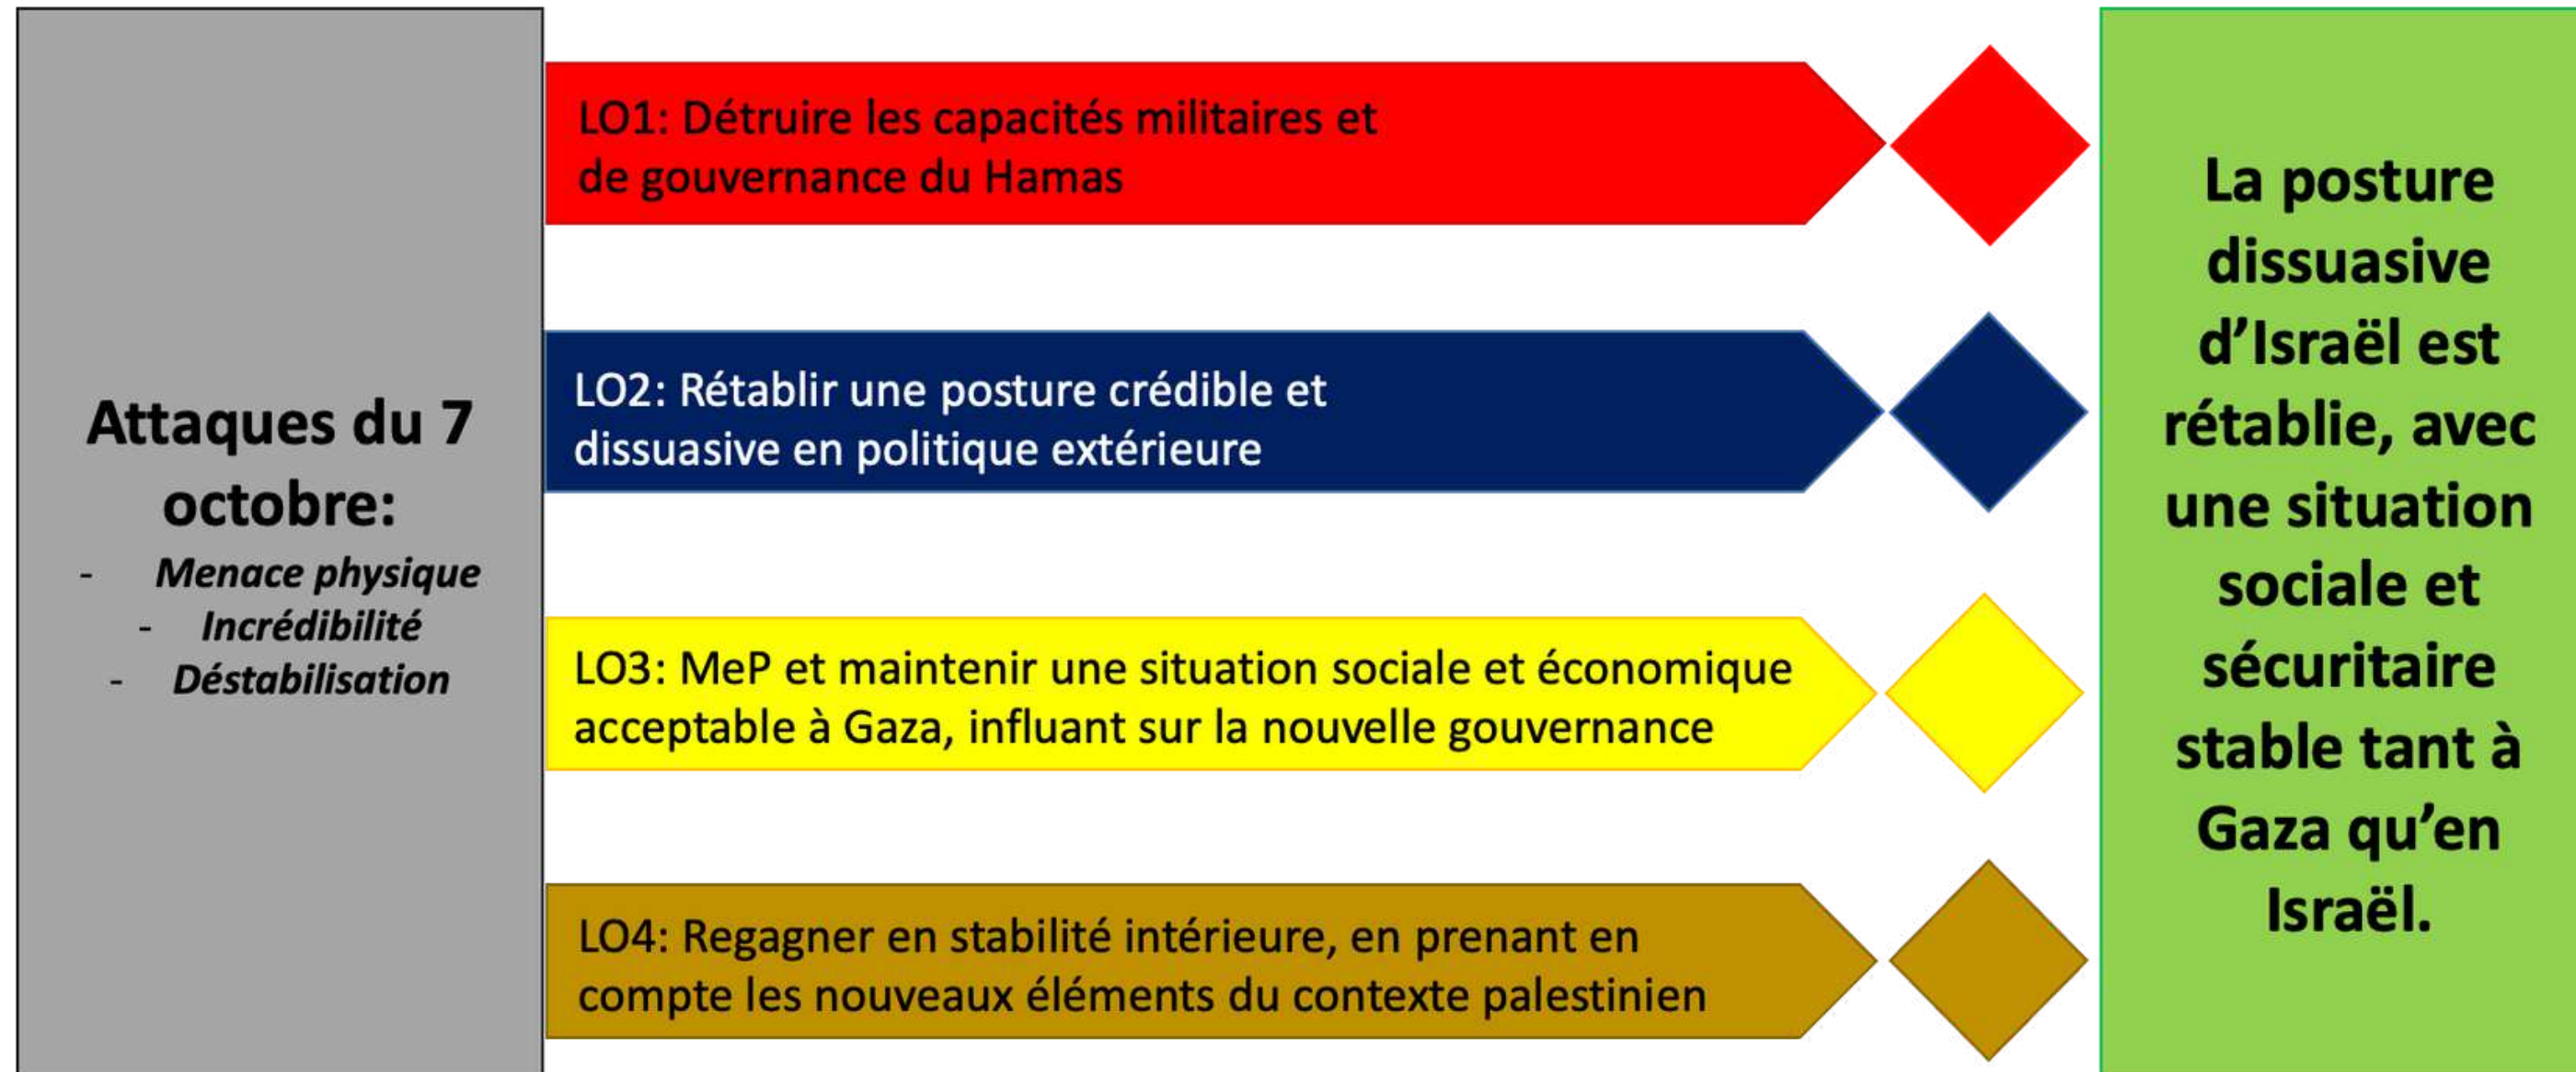 Attaques du 7
octobre:
- Menace physique
- Incrédibilité
- Déstabilisation
LO1: Détruire les capacités militaires et
de gouvernance du Hamas
LO2: Rétablir une posture crédible et
dissuasive en politique extérieure
LO3: MeP et maintenir une situation sociale et économique
acceptable à Gaza, influant sur la nouvelle gouvernance
LO4: Regagner en stabilité intérieure, en prenant en
compte les nouveaux éléments du contexte palestinien
La posture
dissuasive
d’Israël est
rétablie, avec
une situation
sociale et
sécuritaire
stable tant à
Gaza qu’en
Israël.